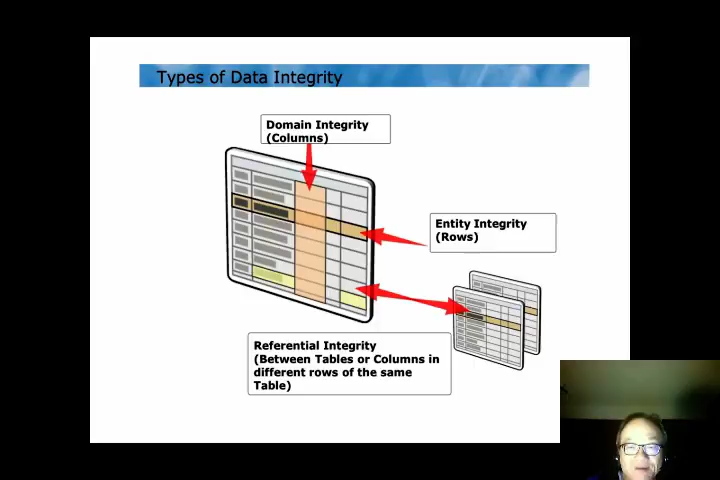 Types of Data Integrity
Domain Integrity
(Columns)
Entity Integrity
(Rows)
Referential Integrity
(Between Tables or Columns in
different rows of the same
Table)